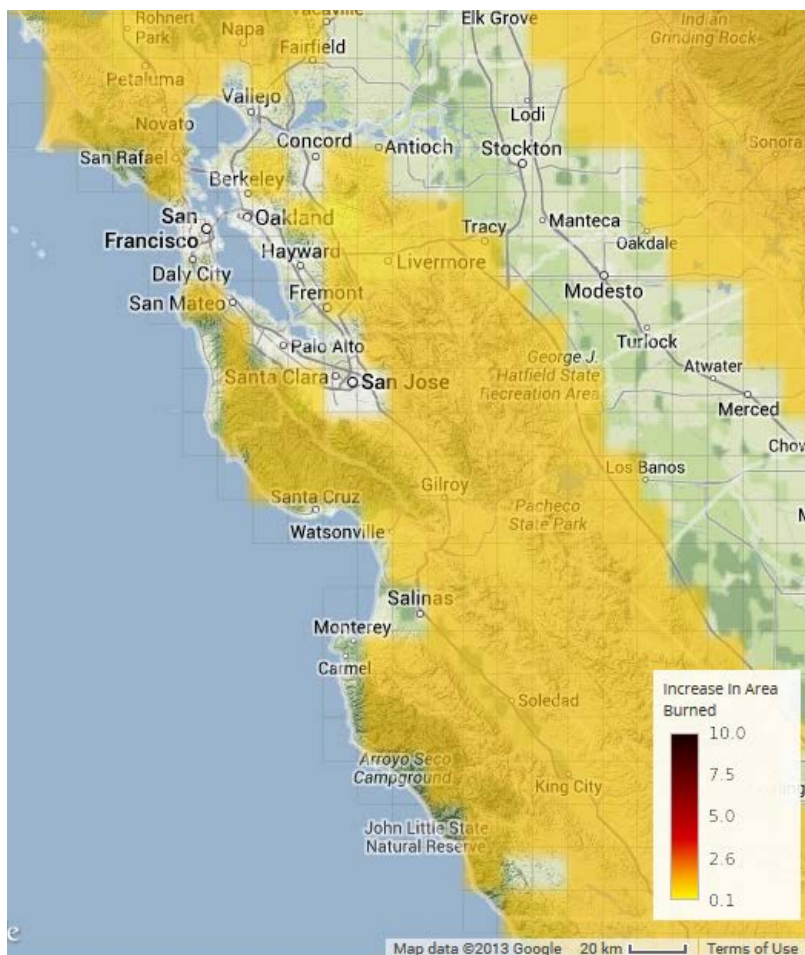 Rohnert
Park
Napa
Vacaville
Fairfield
Elk Grove
Indian
Grinding Rock
Petaluma
Vallejo
Lodi
Novato
Concord
Antioch
Stockton
Sonora
San Rafael
Berkeley
San
Francisco
Oakland
Tracy
Manteca
Oakdale
Daly City
Hayward
Livermore
Modesto
San Mateo
Fremont
Palo Alto
Turlock
George J.
Hatfield State
Recreation Area
Atwater
Santa Clara
San Jose
Merced
Chow
Los Banos
Gilroy
Santa Cruz
Pacheco
State Park
Watsonville
Salinas
Monterey
Carmel
Soledad
Arroyo Seco
Campground
King City
John Little State
Natural Reserve
Increase In Area
Burned
10.0
7.5
5.0
2.6
0.1
Map data ©2013 Google 20 km Terms of Use